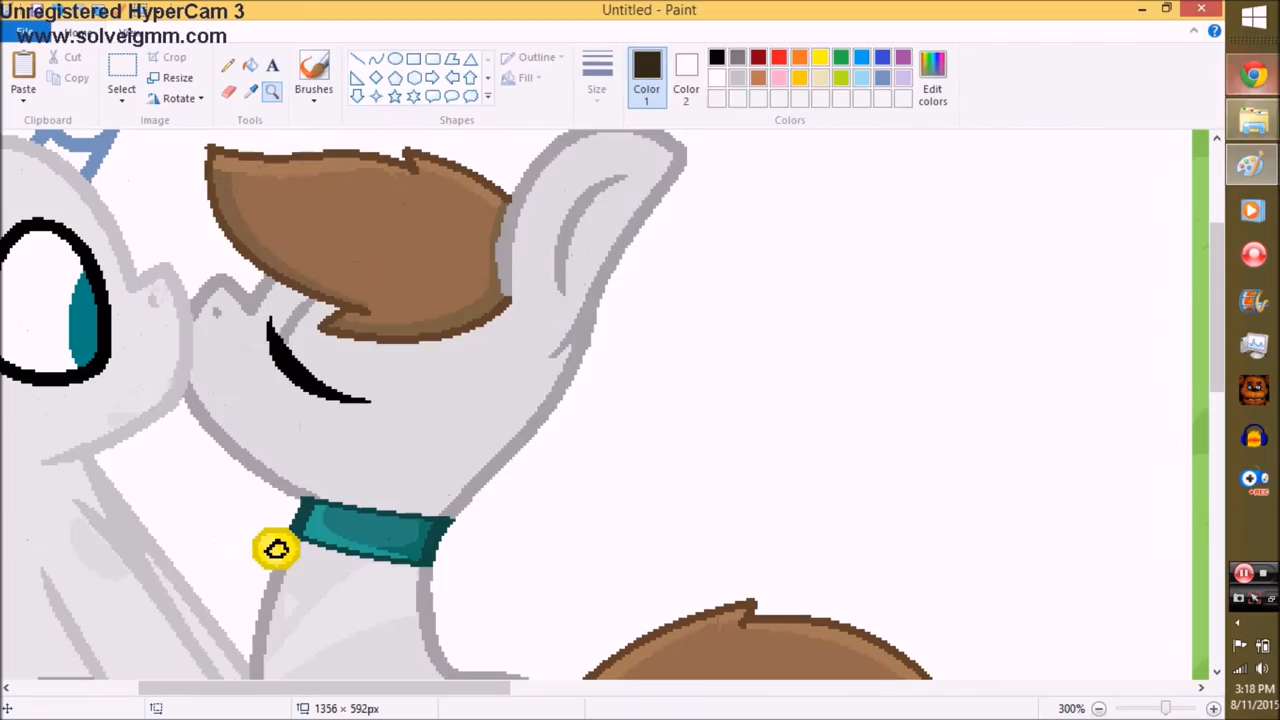 Unregistered HyperCam 3
www.solveigmm.com
Untitled - Paint
File
Paste
Cut
Copy
Clipboard
Select
Crop
Resize
Rotate
Image
Tools
Brushes
Shapes
Outline
Fill
Size
Color 1
Color 2
Edit colors
Colors
1356 × 592px
300%
REC
3:18 PM
8/11/2015